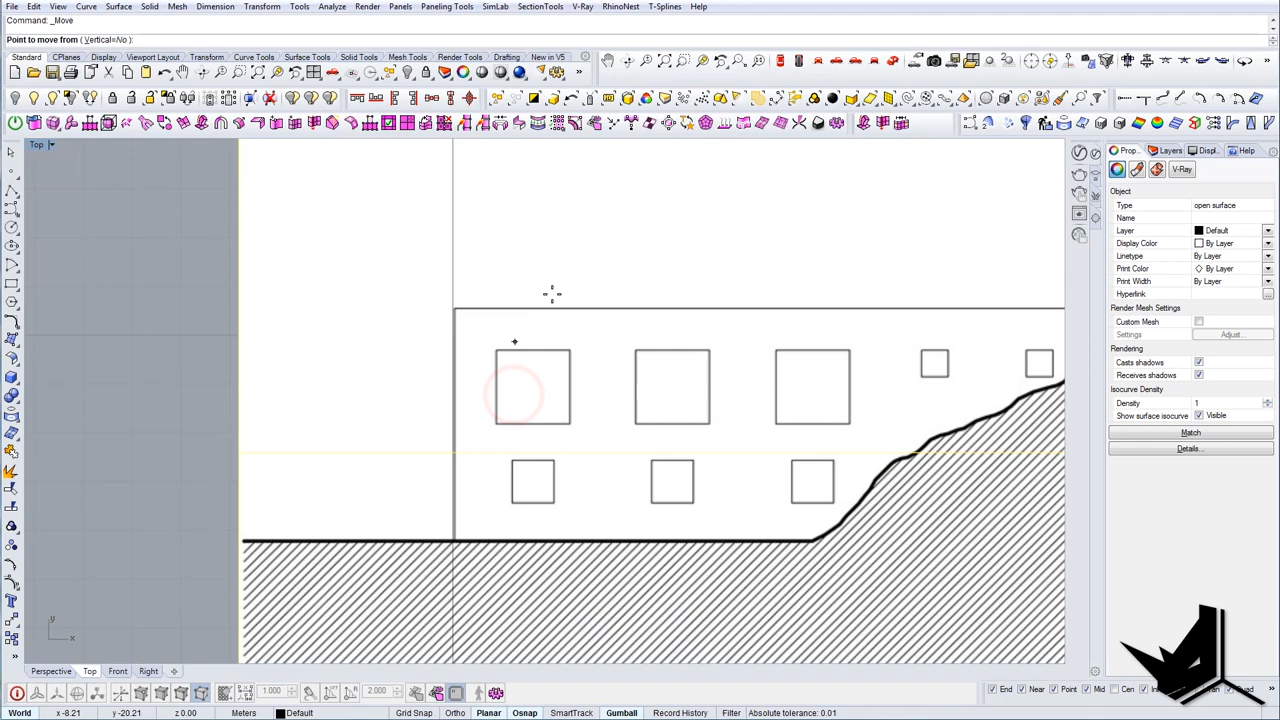 File Edit View Curve Surface Solid Mesh Dimension Transform Tools Analyze Render Panels Paneling Tools SimLab SectionTools V-Ray RhinoNest T-Splines Help
Command: _Move
Point to move from ( Vertical=No ):
Standard CPlanes Display Viewport Layout Transform Curve Tools Surface Tools Solid Tools Mesh Tools Render Tools Drafting New in V5
Top
Prop... Layers Displ... Help
V-Ray
Object
Type open surface
Name
Layer Default
Display Color By Layer
Linetype By Layer
Print Color By Layer
Print Width By Layer
Hyperlink ...
Render Mesh Settings
Custom Mesh
Settings Adjust...
Rendering
Casts shadows
Receives shadows
Isocurve Density
Density 1
Show surface isocurve Visible
Match
Details...
y
x
Perspective Top Front Right
1.000 2.000 End Near Point Mid Cen Quad
World x -8.21 y -20.21 z 0.00 Meters Default Grid Snap Ortho Planar Osnap SmartTrack Gumball Record History Filter Absolute tolerance: 0.01